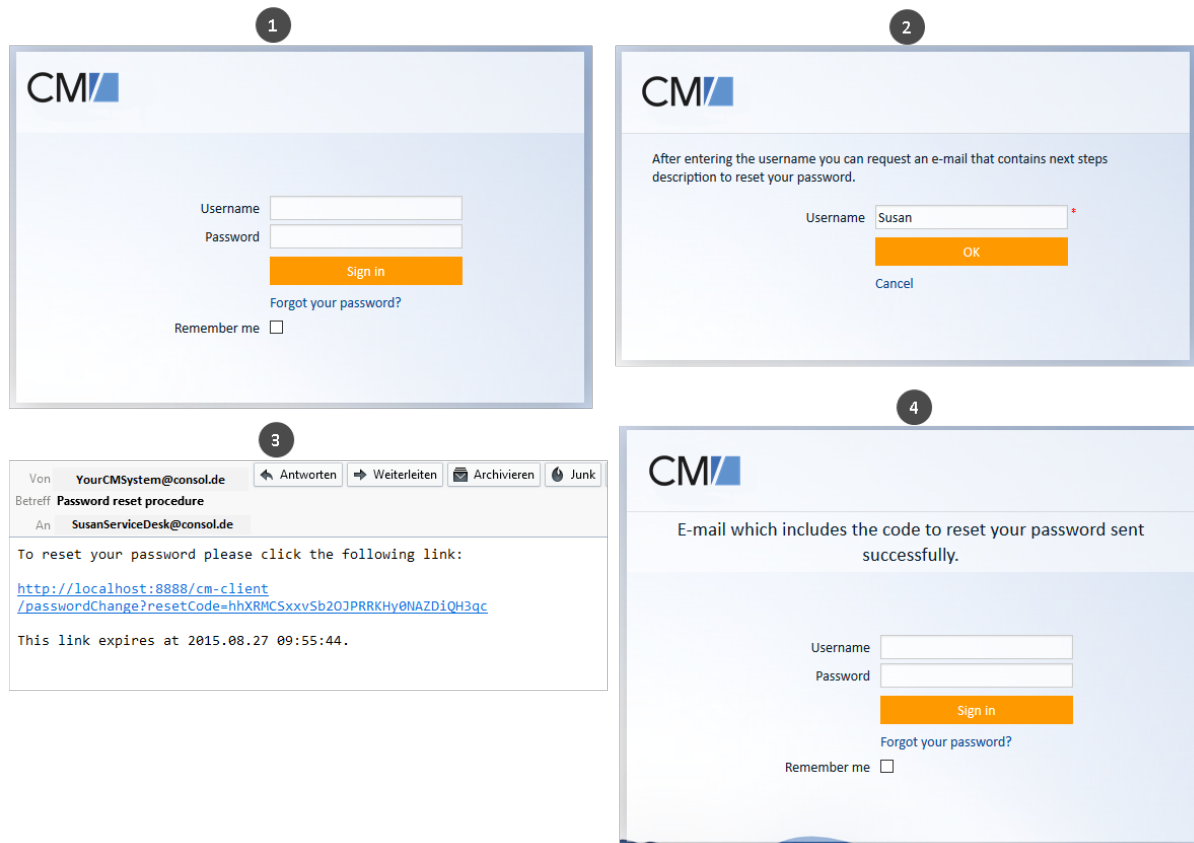 1
CM/
Username
Password
Sign in
Forgot your password?
Remember me
2
CM/
After entering the username you can request an e-mail that contains next steps
description to reset your password.
Username Susan *
OK
Cancel
3
Von YourCMSystem@consol.de Antworten Weiterleiten Archivieren Junk
Betreff Password reset procedure
An SusanServiceDesk@consol.de
To reset your password please click the following link:
http://localhost:8888/cm-client
/passwordChange?resetCode=hhXRMCSxxvSb2OJPRRKHy0NAZDiQH3qc
This link expires at 2015.08.27 09:55:44.
4
CM/
E-mail which includes the code to reset your password sent
successfully.
Username
Password
Sign in
Forgot your password?
Remember me